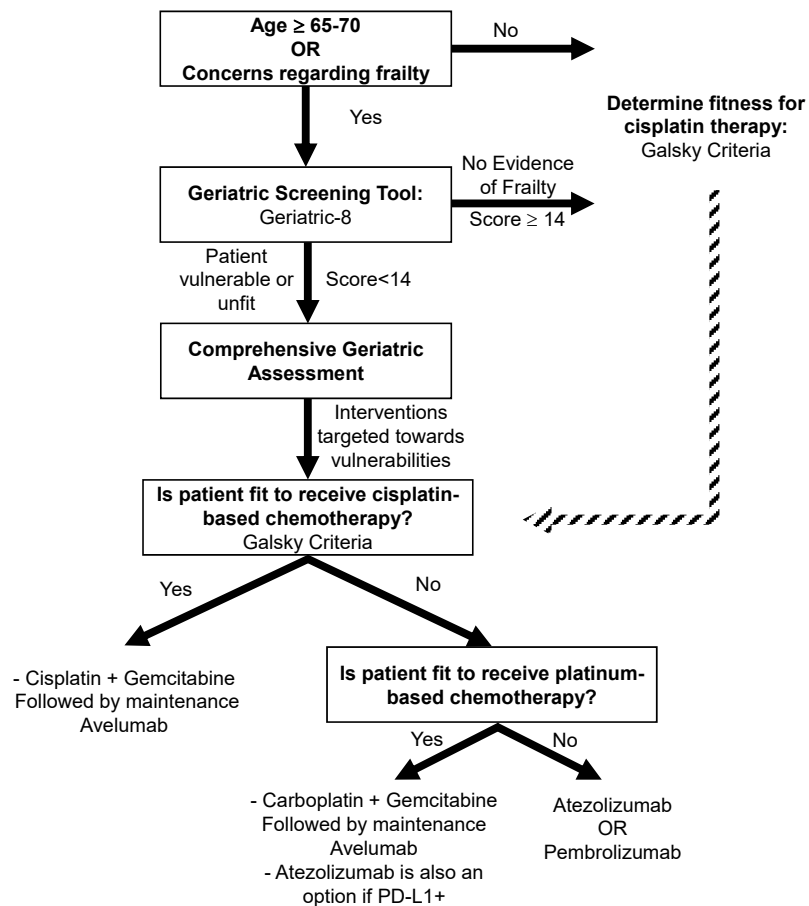 Age ≥ 65-70
OR
Concerns regarding frailty
No
Yes
Determine fitness for
cisplatin therapy:
Galsky Criteria
Geriatric Screening Tool:
Geriatric-8
No Evidence
of Frailty
Score ≥ 14
Patient
vulnerable or
unfit
Score<14
Comprehensive Geriatric
Assessment
Interventions
targeted towards
vulnerabilities
Is patient fit to receive cisplatin-
based chemotherapy?
Galsky Criteria
Yes
No
- Cisplatin + Gemcitabine
Followed by maintenance
Avelumab
Is patient fit to receive platinum-
based chemotherapy?
Yes
No
- Carboplatin + Gemcitabine
Followed by maintenance
Avelumab
- Atezolizumab is also an
option if PD-L1+
Atezolizumab
OR
Pembrolizumab